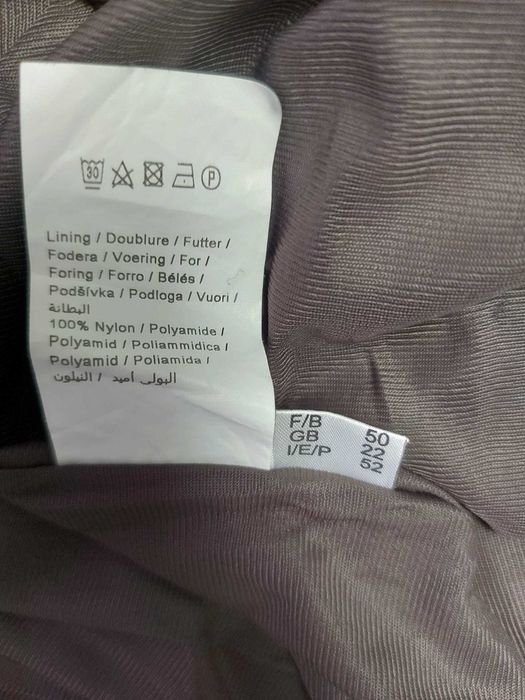 30
P
Lining / Doublure / Futter /
Fodera / Voering / For /
Foring / Forro / Bélés /
Podšívka / Podloga / Vuori /
البطانة
100% Nylon / Polyamide /
Polyamid / Poliammidica /
Polyamid / Poliamida /
البولي أميد / النيلون
F/B 50
GB 22
I/E/P 52